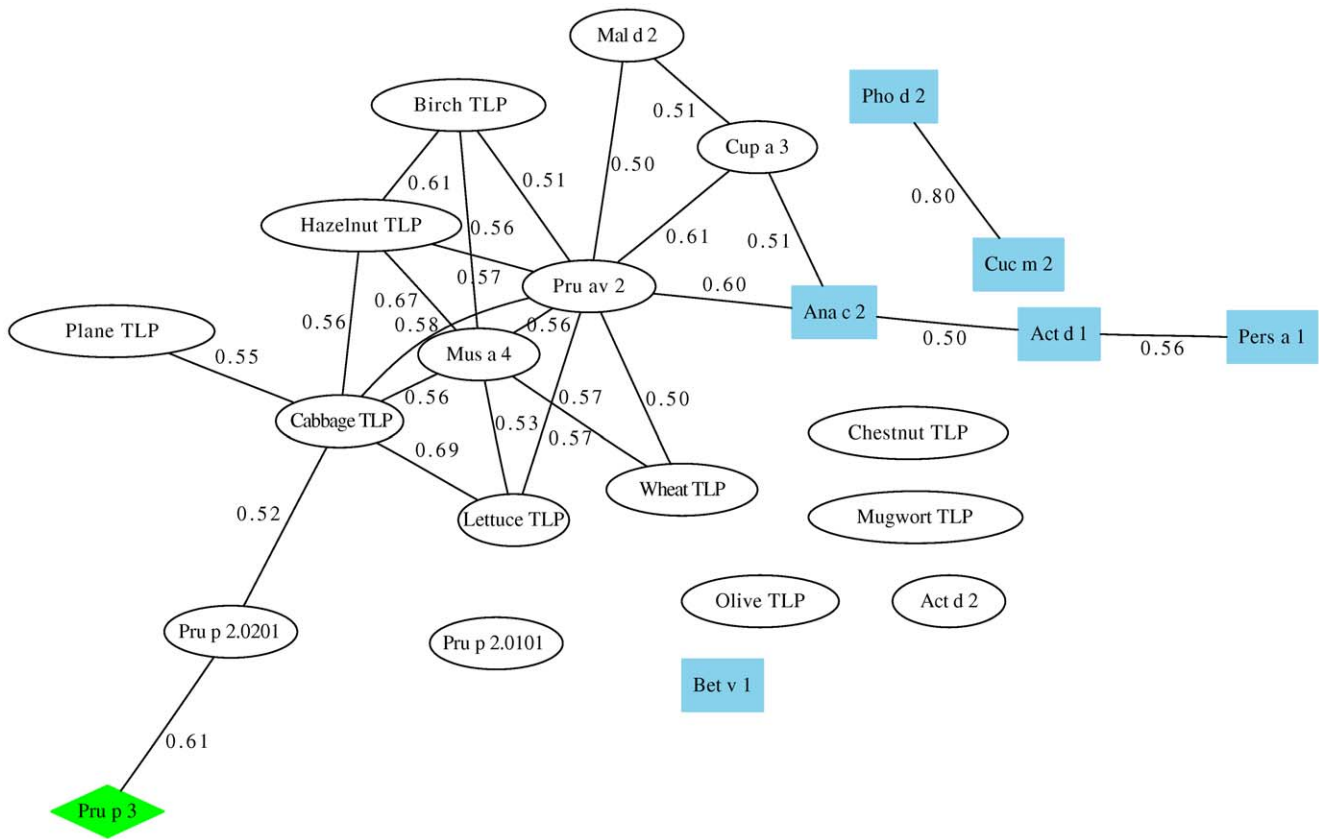 Mal d 2
Pho d 2
Birch TLP
0.51
Cup a 3
0.50
0.61
0.51
0.80
Hazelnut TLP
0.56
0.61
0.51
Cuc m 2
0.57
Pru av 2
0.60
Ana c 2
0.67
0.58
0.56
0.56
Plane TLP
0.55
Mus a 4
0.50
Act d 1
0.56
Pers a 1
0.56
0.57
0.50
Cabbage TLP
0.53
0.57
Chestnut TLP
0.69
Wheat TLP
0.52
Lettuce TLP
Mugwort TLP
Olive TLP
Act d 2
Pru p 2.0201
Pru p 2.0101
Bet v 1
0.61
Pru p 3